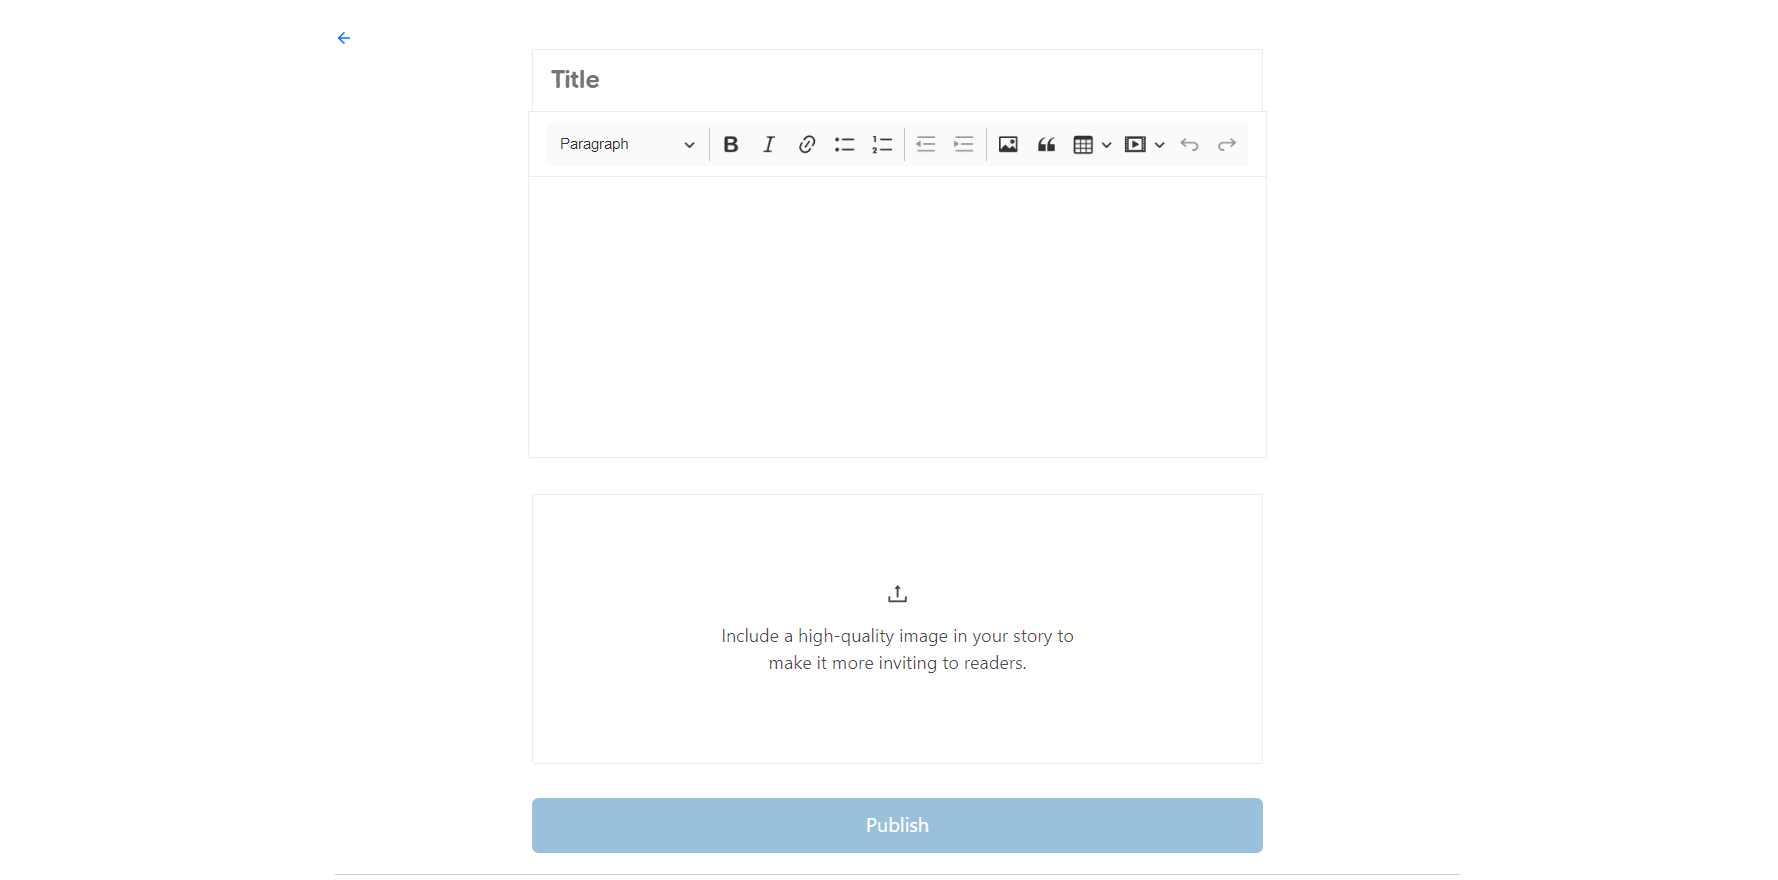 Title
Paragraph
Include a high-quality image in your story to
make it more inviting to readers.
Publish